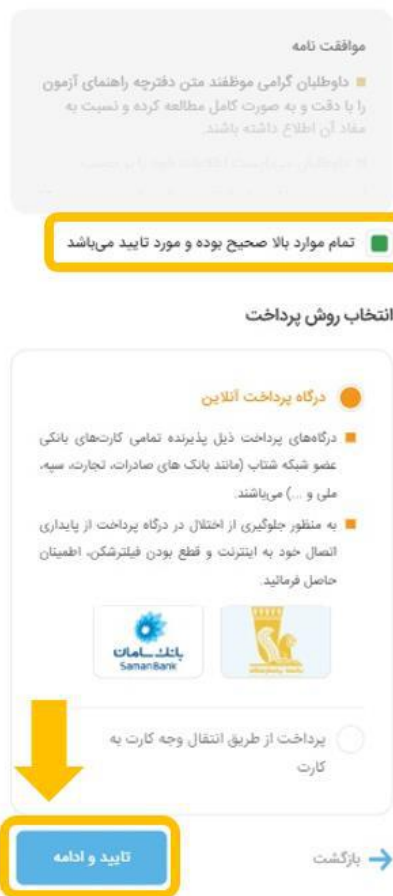 موافقت نامه
داوطلبان گرامی موظفند متن دفترچه راهنمای آزمون
را با دقت و به صورت کامل مطالعه کرده و نسبت به
مفاد آن اطلاع داشته باشند.
تمام موارد بالا صحیح بوده و مورد تایید می‌باشد
انتخاب روش پرداخت
درگاه پرداخت آنلاین
درگاه‌های پرداخت ذیل پذیرنده تمامی کارت‌های بانکی
عضو شبکه شتاب (مانند بانک های صادرات، تجارت، سپه،
ملی و ...) می‌باشند.
به منظور جلوگیری از اختلال در درگاه پرداخت از پایداری
اتصال خود به اینترنت و قطع بودن فیلترشکن، اطمینان
حاصل فرمائید.
بانک سامان
Saman Bank
پرداخت از طریق انتقال وجه کارت به
کارت
بازگشت
تایید و ادامه